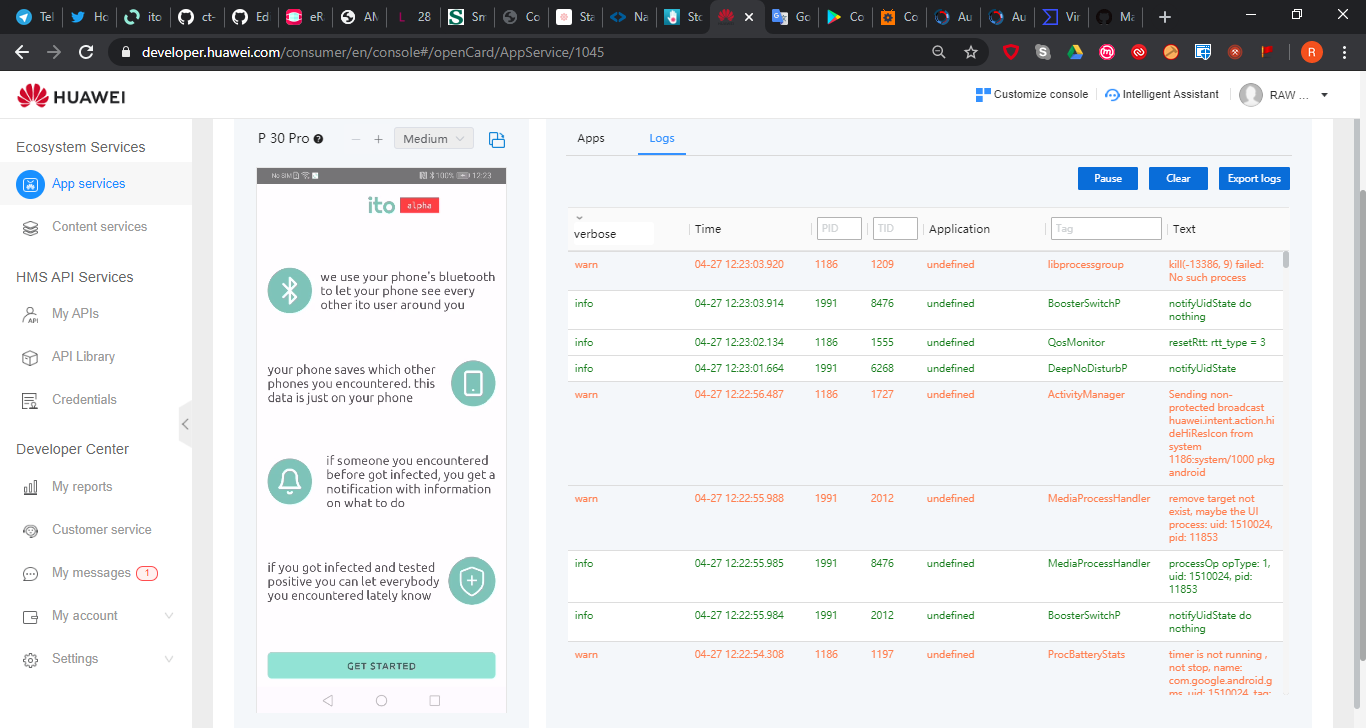 Tel
Ho
ito
ct-
Ed
eR
AN
L 28
Sm
Co
Sta
Na
Sto
Go
Co
Co
Au
Au
Vir
Ma
developer.huawei.com/consumer/en/console#/openCard/AppService/1045
R
HUAWEI
Customize console
Intelligent Assistant
RAW ...
Ecosystem Services
App services
Content services
HMS API Services
My APIs
API Library
Credentials
Developer Center
My reports
Customer service
My messages 1
My account
Settings
P 30 Pro
Medium
No SIM 100% 12:23
ito alpha
we use your phone's bluetooth
to let your phone see every
other ito user around you
your phone saves which other
phones you encountered. this
data is just on your phone
if someone you encountered
before got infected, you get a
notification with information
on what to do
if you got infected and tested
positive you can let everybody
you encountered lately know
GET STARTED
Apps Logs
Pause Clear Export logs
verbose Time PID TID Application Tag Text
warn 04-27 12:23:03.920 1186 1209 undefined libprocessgroup kill(-13386, 9) failed:
No such process
info 04-27 12:23:03.914 1991 8476 undefined BoosterSwitchP notifyUidState do
nothing
info 04-27 12:23:02.134 1186 1555 undefined QosMonitor resetRtt: rtt_type = 3
info 04-27 12:23:01.664 1991 6268 undefined DeepNoDisturbP notifyUidState
warn 04-27 12:22:56.487 1186 1727 undefined ActivityManager Sending non-
protected broadcast
huawei.intent.action.hi
deHiResIcon from
system
1186:system/1000 pkg
android
warn 04-27 12:22:55.988 1991 2012 undefined MediaProcessHandler remove target not
exist, maybe the UI
process: uid: 1510024,
pid: 11853
info 04-27 12:22:55.985 1991 8476 undefined MediaProcessHandler processOp opType: 1,
uid: 1510024, pid:
11853
info 04-27 12:22:55.984 1991 2012 undefined BoosterSwitchP notifyUidState do
nothing
warn 04-27 12:22:54.308 1186 1197 undefined ProcBatteryStats timer is not running ,
not stop, name:
com.google.android.g
ms, uid: 1510024, tag: